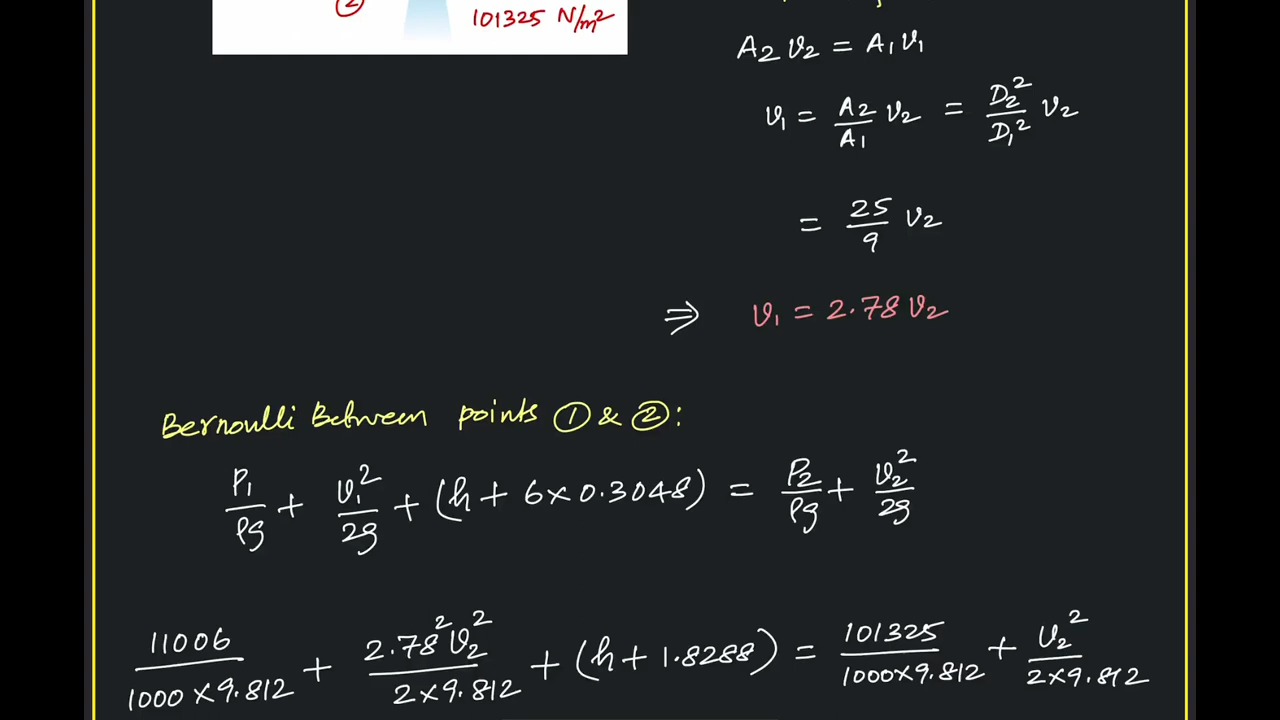 ②
101325 N/m²
A₂ v₂ = A₁ v₁
v₁ = A₂/A₁ v₂ = D₂²/D₁² v₂
= 25/9 v₂
⇒ v₁ = 2.78 v₂
Bernoulli Between points ① & ② :
P₁/ρg + v₁²/2g + (h + 6 × 0.3048) = P₂/ρg + v₂²/2g
11006/1000 × 9.812 + 2.78² v₂²/2 × 9.812 + (h + 1.8288) = 101325/1000 × 9.812 + v₂²/2 × 9.812